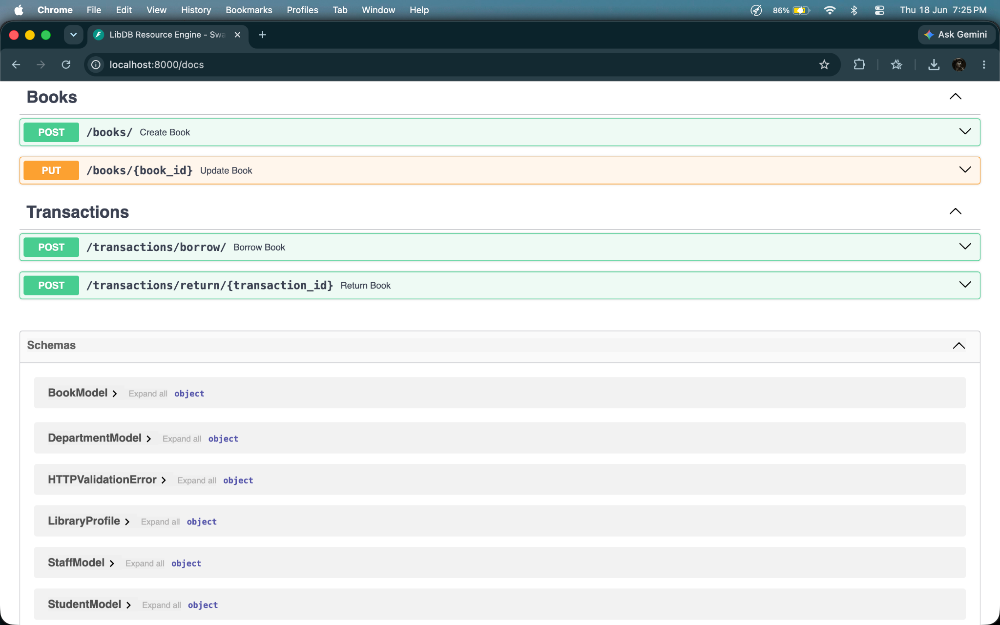 Chrome File Edit View History Bookmarks Profiles Tab Window Help 86% Thu 18 Jun 7:25 PM
LibDB Resource Engine - Swa Ask Gemini
localhost:8000/docs
Books
POST /books/ Create Book
PUT /books/{book_id} Update Book
Transactions
POST /transactions/borrow/ Borrow Book
POST /transactions/return/{transaction_id} Return Book
Schemas
BookModel Expand all object
DepartmentModel Expand all object
HTTPValidationError Expand all object
LibraryProfile Expand all object
StaffModel Expand all object
StudentModel Expand all object